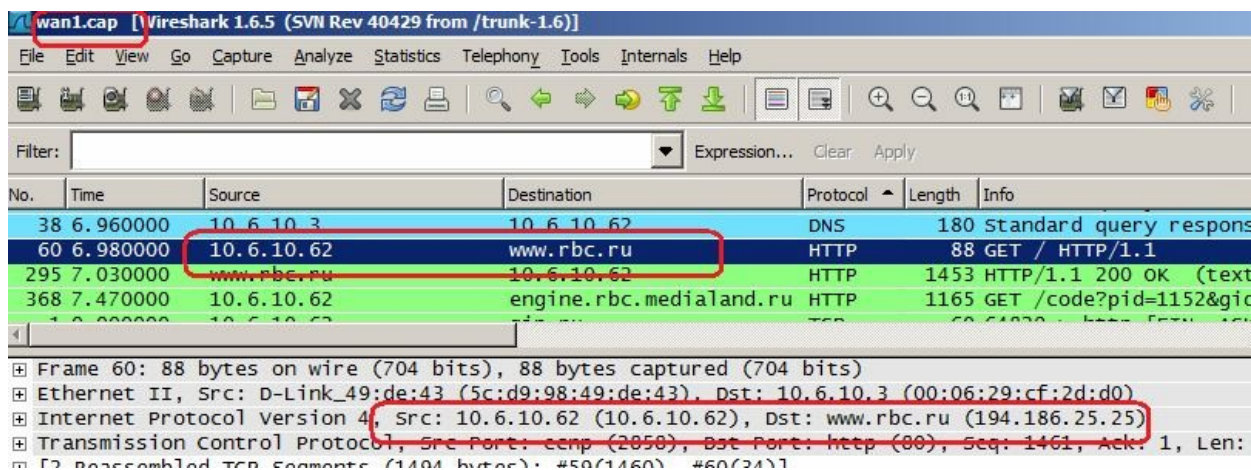 wan1.cap [Wireshark 1.6.5 (SVN Rev 40429 from /trunk-1.6)]
File Edit View Go Capture Analyze Statistics Telephony Tools Internals Help
Filter: Expression... Clear Apply
No. Time Source Destination Protocol Length Info
38 6.960000 10.6.10.3 10.6.10.62 DNS 180 Standard query respons
60 6.980000 10.6.10.62 www.rbc.ru HTTP 88 GET / HTTP/1.1
295 7.030000 www.rbc.ru 10.6.10.62 HTTP 1453 HTTP/1.1 200 OK (text
368 7.470000 10.6.10.62 engine.rbc.medialand.ru HTTP 1165 GET /code?pid=1152&gid
Frame 60: 88 bytes on wire (704 bits), 88 bytes captured (704 bits)
Ethernet II, Src: D-Link_49:de:43 (5c:d9:98:49:de:43), Dst: 10.6.10.3 (00:06:29:cf:2d:d0)
Internet Protocol Version 4, Src: 10.6.10.62 (10.6.10.62), Dst: www.rbc.ru (194.186.25.25)
Transmission Control Protocol, Src Port: ccnp (2858), Dst Port: http (80), Seq: 1461, Ack: 1, Len:
[2 Reassembled TCP Segments (1494 bytes): #59(1460), #60(34)]